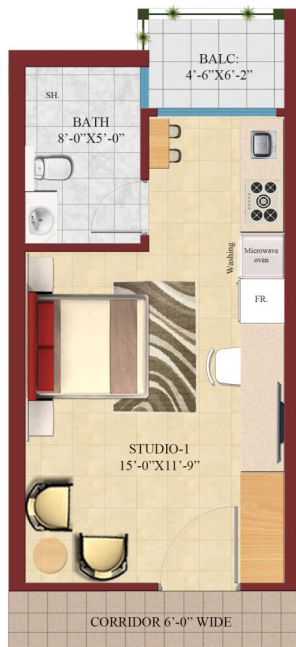 BALC:
4'-6"X6'-2"
SH.
BATH
8'-0"X5'-0"
Washing
Microwave
oven
FR.
STUDIO-1
15'-0"X11'-9"
CORRIDOR 6'-0" WIDE